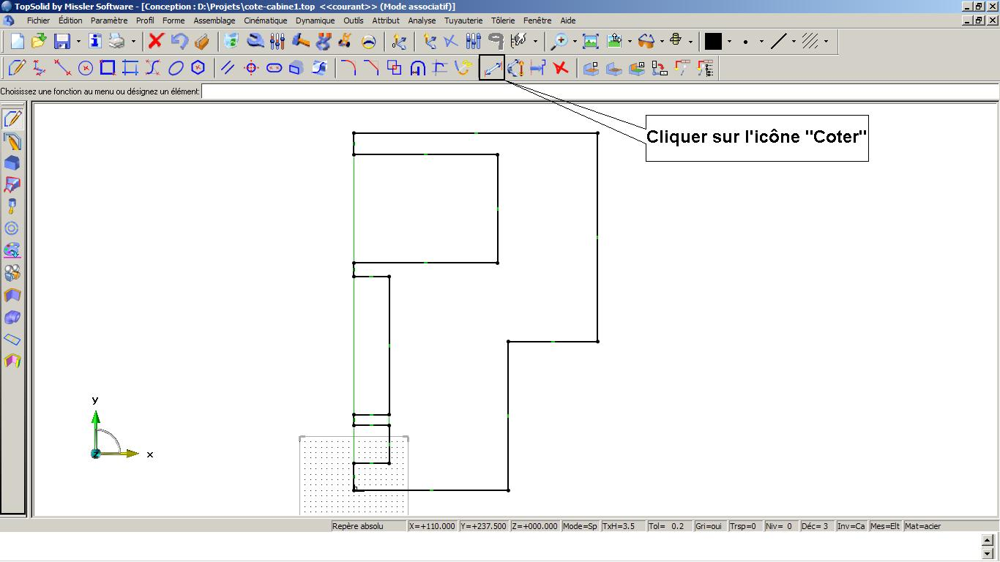 TopSolid by Missler Software - [Conception : D:\Projets\cote-cabine1.top <<courant>> (Mode associatif)]
Fichier Édition Paramètre Profil Forme Assemblage Cinématique Dynamique Outils Attribut Analyse Tuyauterie Tôlerie Fenêtre Aide
Choisissez une fonction au menu ou désignez un élément:
Cliquer sur l'icône "Coter"
y
x
z
Repère absolu X=+110.000 Y=+237.500 Z=+000.000 Mode=Sp TxH=3.5 Tol= 0.2 Gri=oui Trsp=0 Niv= 0 Déc= 3 Inv=Ca Mes=Elt Mat=acier